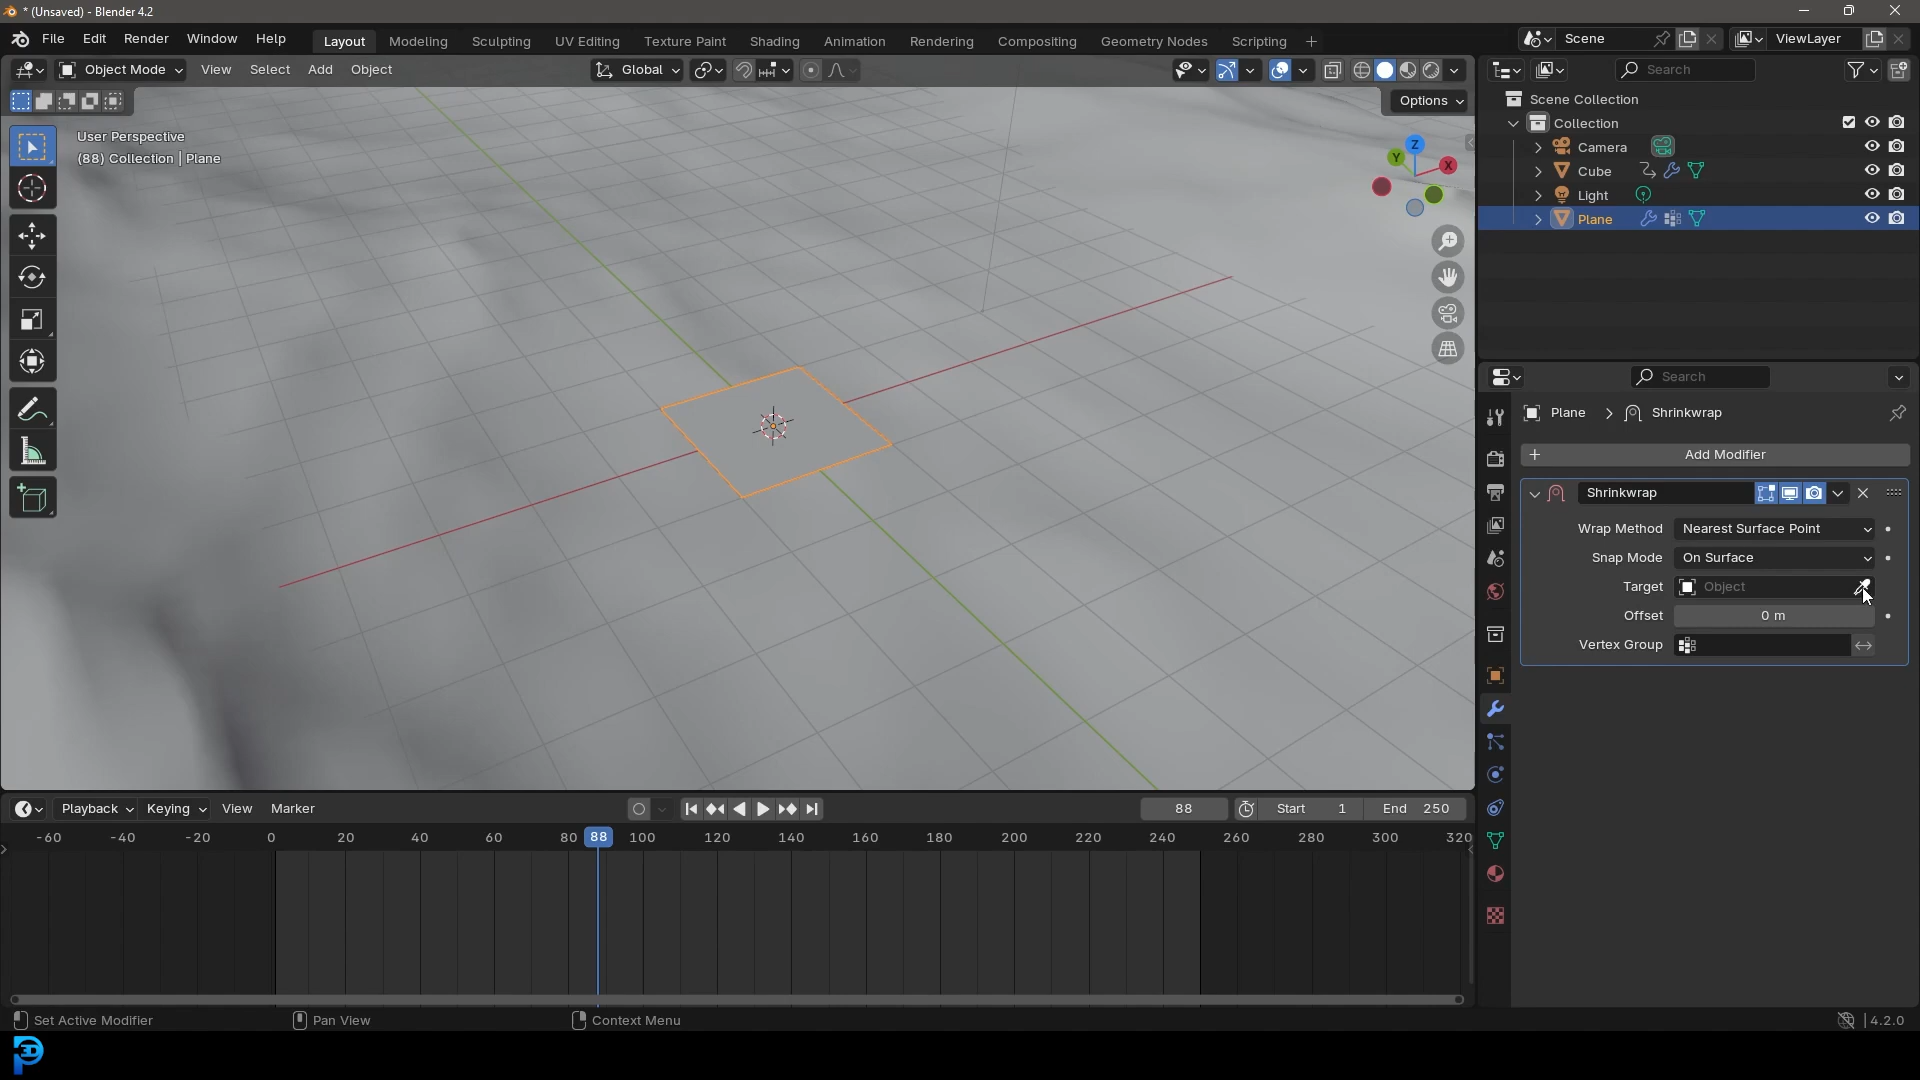 * (Unsaved) - Blender 4.2
File Edit Render Window Help Layout Modeling Sculpting UV Editing Texture Paint Shading Animation Rendering Compositing Geometry Nodes Scripting + Scene ViewLayer
Object Mode View Select Add Object Global Search
Options
User Perspective
(88) Collection | Plane
Z
Y
X
Scene Collection
Collection
Camera
Cube
Light
Plane
Search
Plane > Shrinkwrap
+ Add Modifier
Shrinkwrap
Wrap Method Nearest Surface Point
Snap Mode On Surface
Target Object
Offset 0 m
Vertex Group
Playback Keying View Marker 88 Start 1 End 250
-60 -40 -20 0 20 40 60 80 88 100 120 140 160 180 200 220 240 260 280 300 320
Set Active Modifier Pan View Context Menu 4.2.0